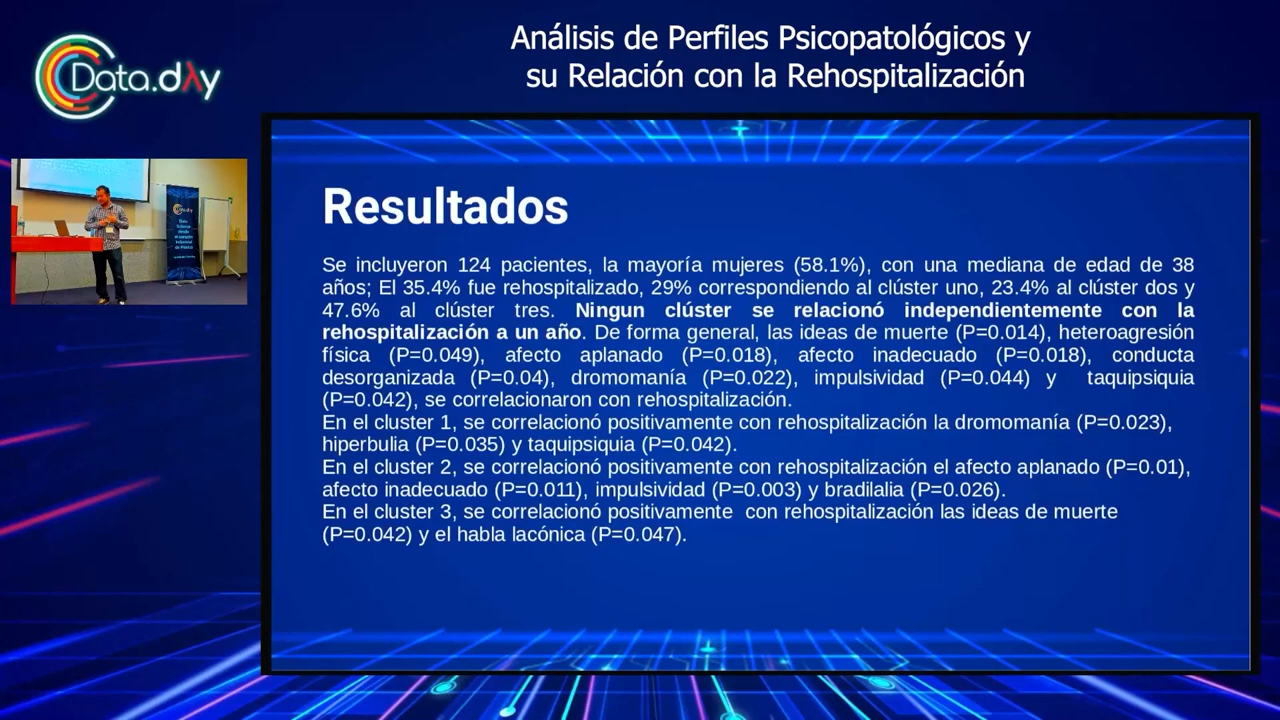 Data.dλy
Análisis de Perfiles Psicopatológicos y
su Relación con la Rehospitalización
Resultados
Se incluyeron 124 pacientes, la mayoría mujeres (58.1%), con una mediana de edad de 38
años; El 35.4% fue rehospitalizado, 29% correspondiendo al clúster uno, 23.4% al clúster dos y
47.6% al clúster tres. Ningun clúster se relacionó independientemente con la
rehospitalización a un año. De forma general, las ideas de muerte (P=0.014), heteroagresión
física (P=0.049), afecto aplanado (P=0.018), afecto inadecuado (P=0.018), conducta
desorganizada (P=0.04), dromomanía (P=0.022), impulsividad (P=0.044) y taquipsiquia
(P=0.042), se correlacionaron con rehospitalización.
En el cluster 1, se correlacionó positivamente con rehospitalización la dromomanía (P=0.023),
hiperbulia (P=0.035) y taquipsiquia (P=0.042).
En el cluster 2, se correlacionó positivamente con rehospitalización el afecto aplanado (P=0.01),
afecto inadecuado (P=0.011), impulsividad (P=0.003) y bradilalia (P=0.026).
En el cluster 3, se correlacionó positivamente con rehospitalización las ideas de muerte
(P=0.042) y el habla lacónica (P=0.047).